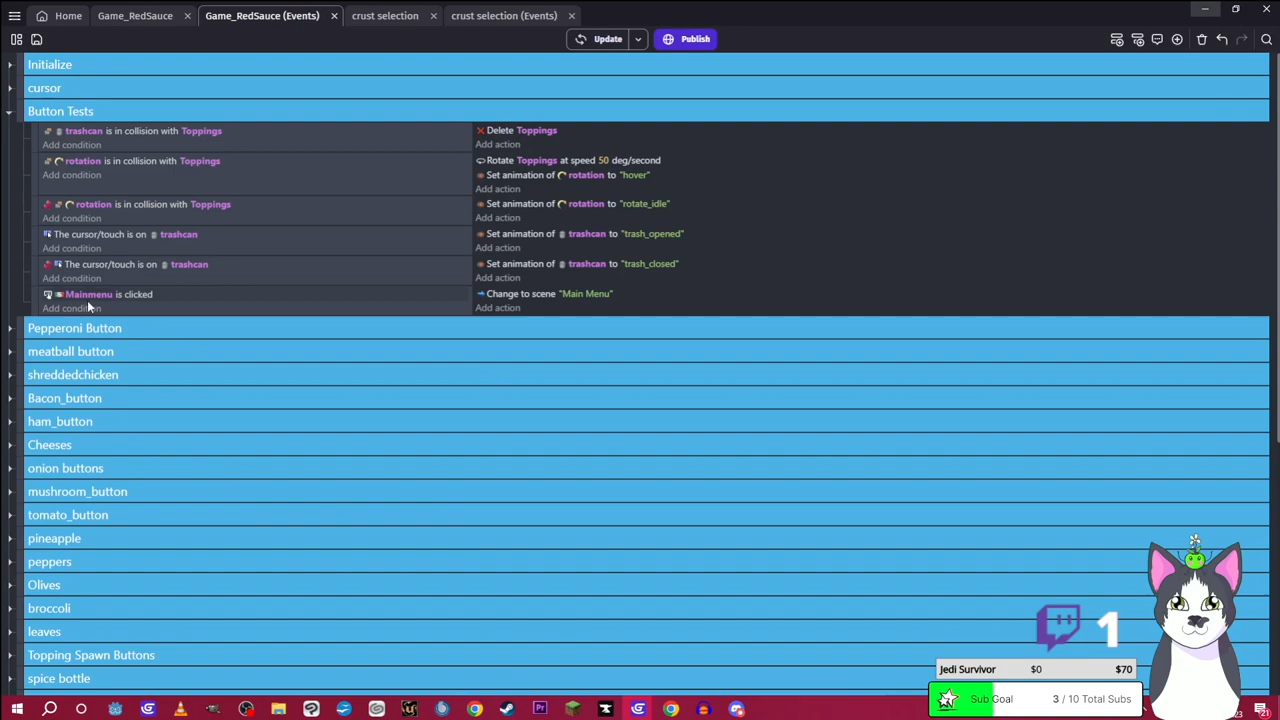 Home
Game_RedSauce
Game_RedSauce (Events)
crust selection
crust selection (Events)
Update
Publish
Initialize
cursor
Button Tests
trashcan is in collision with Toppings
Delete Toppings
Add condition
Add action
rotation is in collision with Toppings
Rotate Toppings at speed 50 deg/second
Add condition
Set animation of rotation to "hover"
Add action
rotation is in collision with Toppings
Set animation of rotation to "rotate_idle"
Add condition
Add action
The cursor/touch is on trashcan
Set animation of trashcan to "trash_opened"
Add condition
Add action
The cursor/touch is on trashcan
Set animation of trashcan to "trash_closed"
Add condition
Add action
Mainmenu is clicked
Change to scene "Main Menu"
Add condition
Add action
Pepperoni Button
meatball button
shreddedchicken
Bacon_button
ham_button
Cheeses
onion buttons
mushroom_button
tomato_button
pineapple
peppers
Olives
broccoli
leaves
Topping Spawn Buttons
spice bottle
1
Jedi Survivor $0 $70
Sub Goal 3 / 10 Total Subs